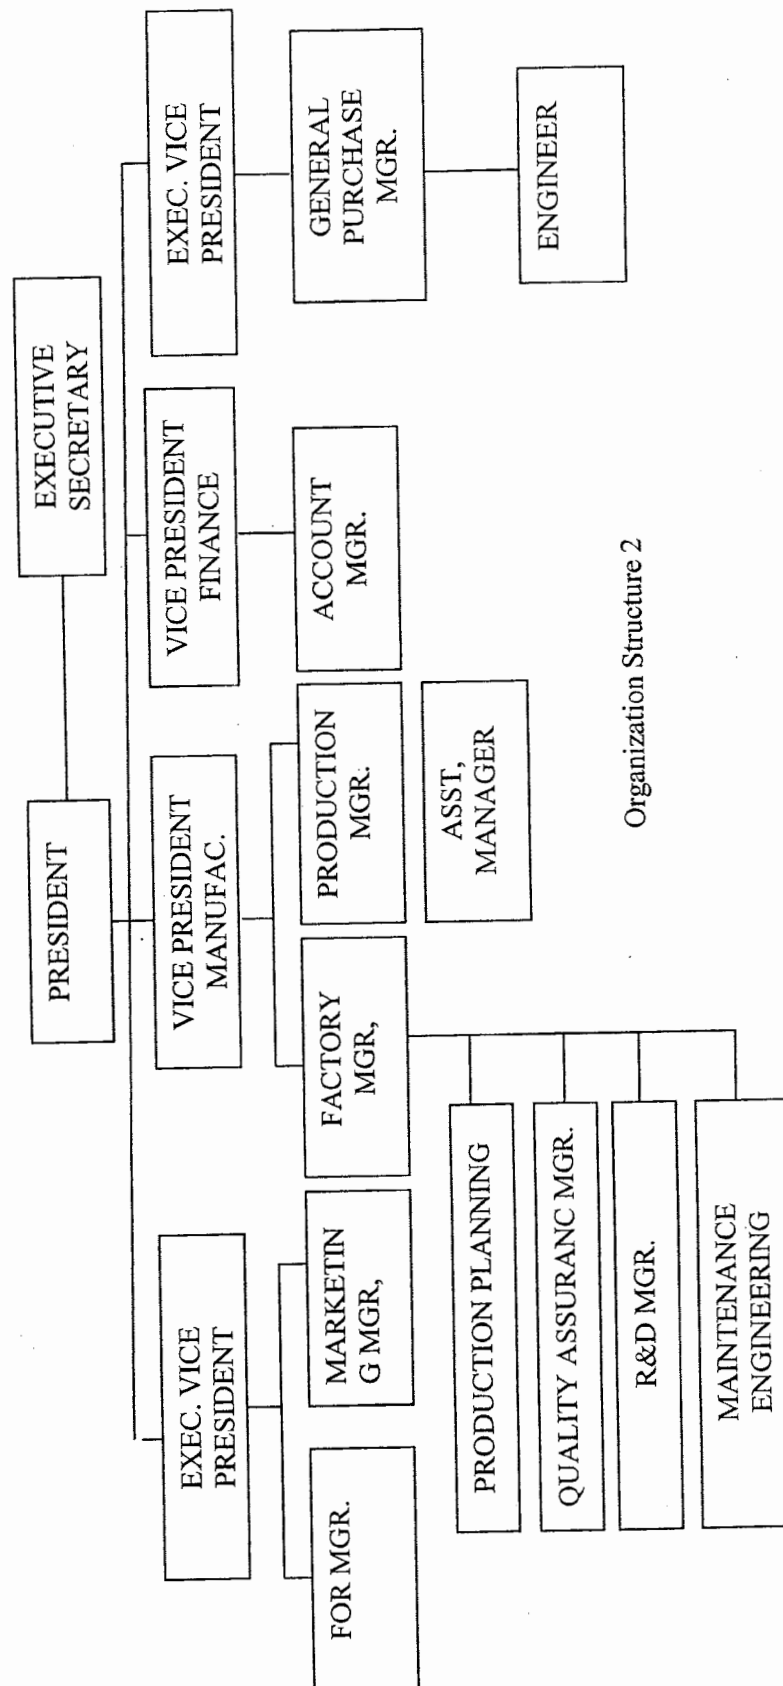 PRESIDENT
EXECUTIVE
SECRETARY
EXEC. VICE
PRESIDENT
VICE PRESIDENT
MANUFAC.
VICE PRESIDENT
FINANCE
EXEC. VICE
PRESIDENT
FOR MGR.
MARKETIN
G MGR,
FACTORY
MGR,
PRODUCTION
MGR.
ACCOUNT
MGR.
GENERAL
PURCHASE
MGR.
PRODUCTION PLANNING
QUALITY ASSURANC MGR.
R&D MGR.
MAINTENANCE
ENGINEERING
ASST,
MANAGER
ENGINEER
Organization Structure 2